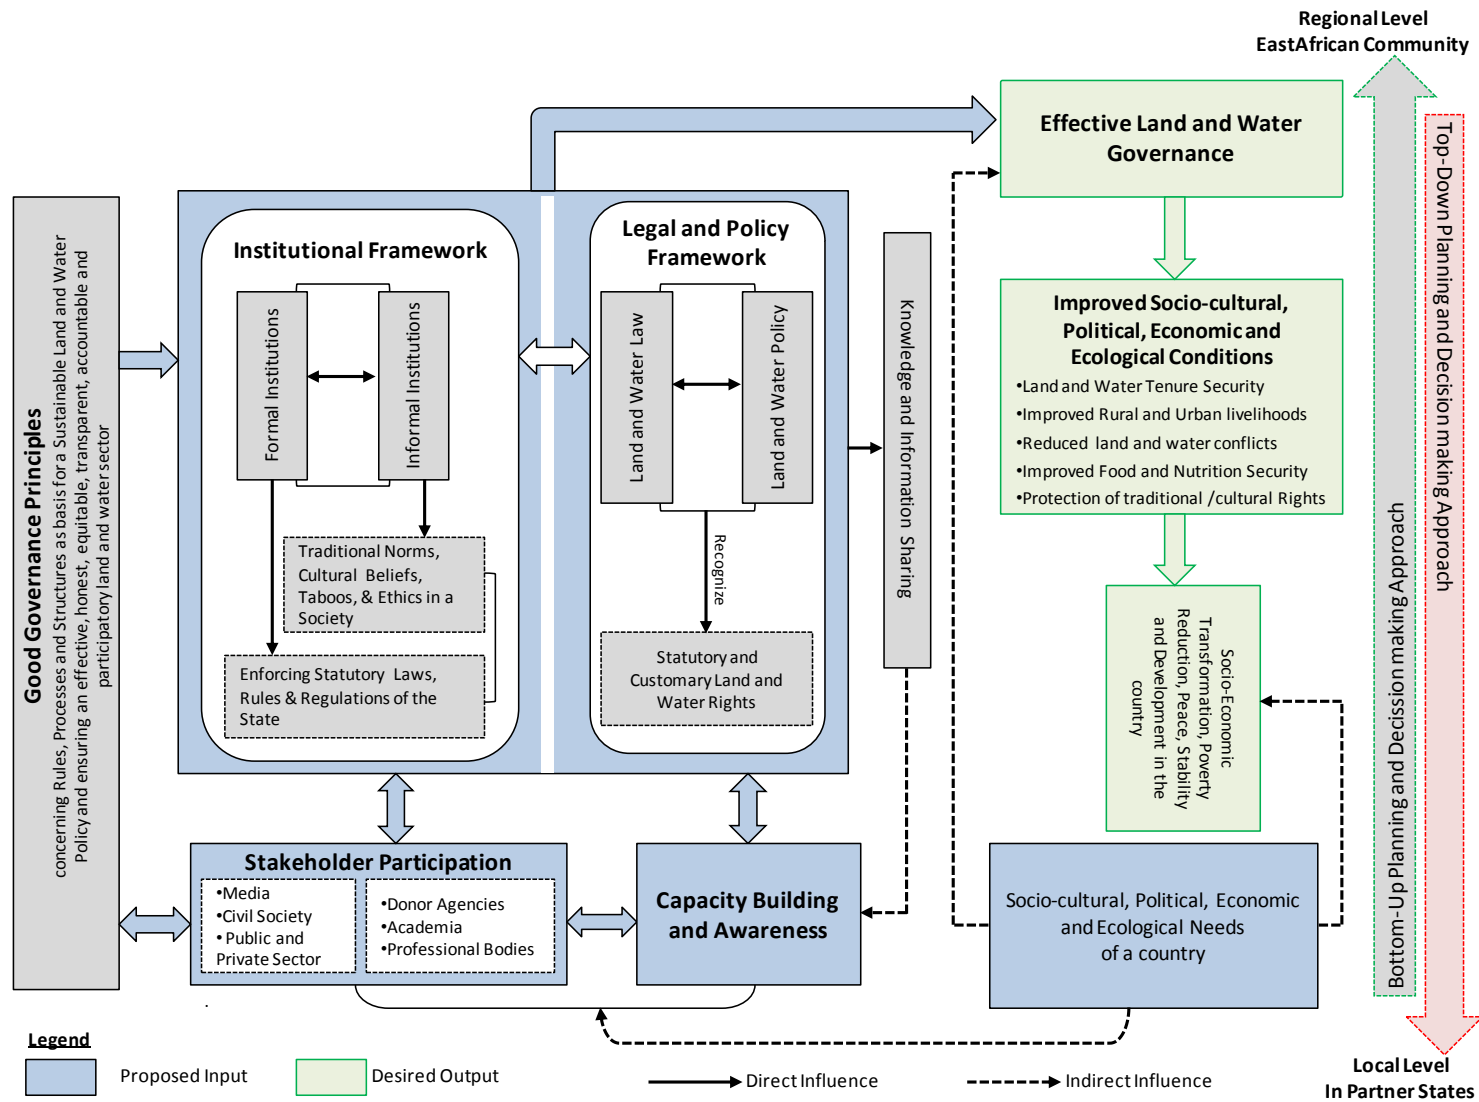 Regional Level
EastAfrican Community
Effective Land and Water
Governance
Good Governance Principles
concerning Rules, Processes and Structures as basis for a Sustainable Land and Water
Policy and ensuring an effective, honest, equitable, transparent, accountable and
participatory land and water sector
Institutional Framework
Formal Institutions
Informal Institutions
Traditional Norms,
Cultural Beliefs,
Taboos, & Ethics in a
Society
Enforcing Statutory Laws,
Rules & Regulations of the
State
Legal and Policy
Framework
Land and Water Law
Land and Water Policy
Recognize
Statutory and
Customary Land and
Water Rights
Knowledge and Information
Sharing
Improved Socio-cultural,
Political, Economic and
Ecological Conditions
•Land and Water Tenure Security
•Improved Rural and Urban livelihoods
•Reduced land and water conflicts
•Improved Food and Nutrition Security
•Protection of traditional /cultural Rights
Socio-Economic
Transformation, Poverty
Reduction, Peace, Stability
and Development in the
country
Bottom-Up Planning and Decission making Approach
Top-Down Planning and Decision making Approach
Stakeholder Participation
•Media
•Civil Society
• Public and
Private Sector
•Donor Agencies
•Academia
•Professional Bodies
Capacity Building
and Awareness
Socio-cultural, Political, Economic
and Ecological Needs
of a country
Legend
Proposed Input
Desired Output
Direct Influence
Indirect Influence
Local Level
In Partner States